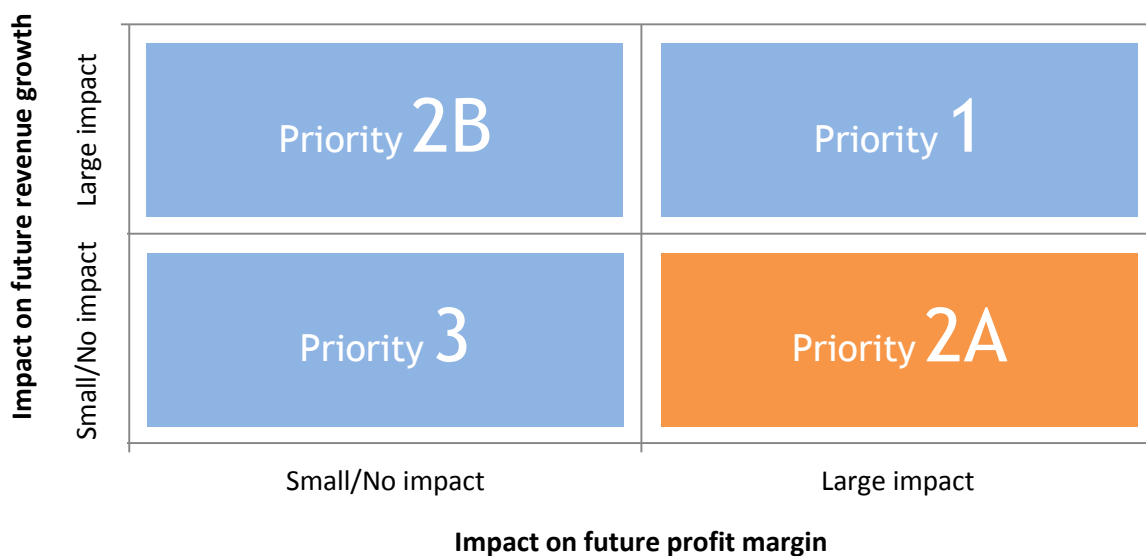 Impact on future revenue growth
Large impact
Small/No impact
Priority 2B
Priority 1
Priority 3
Priority 2A
Small/No impact
Large impact
Impact on future profit margin